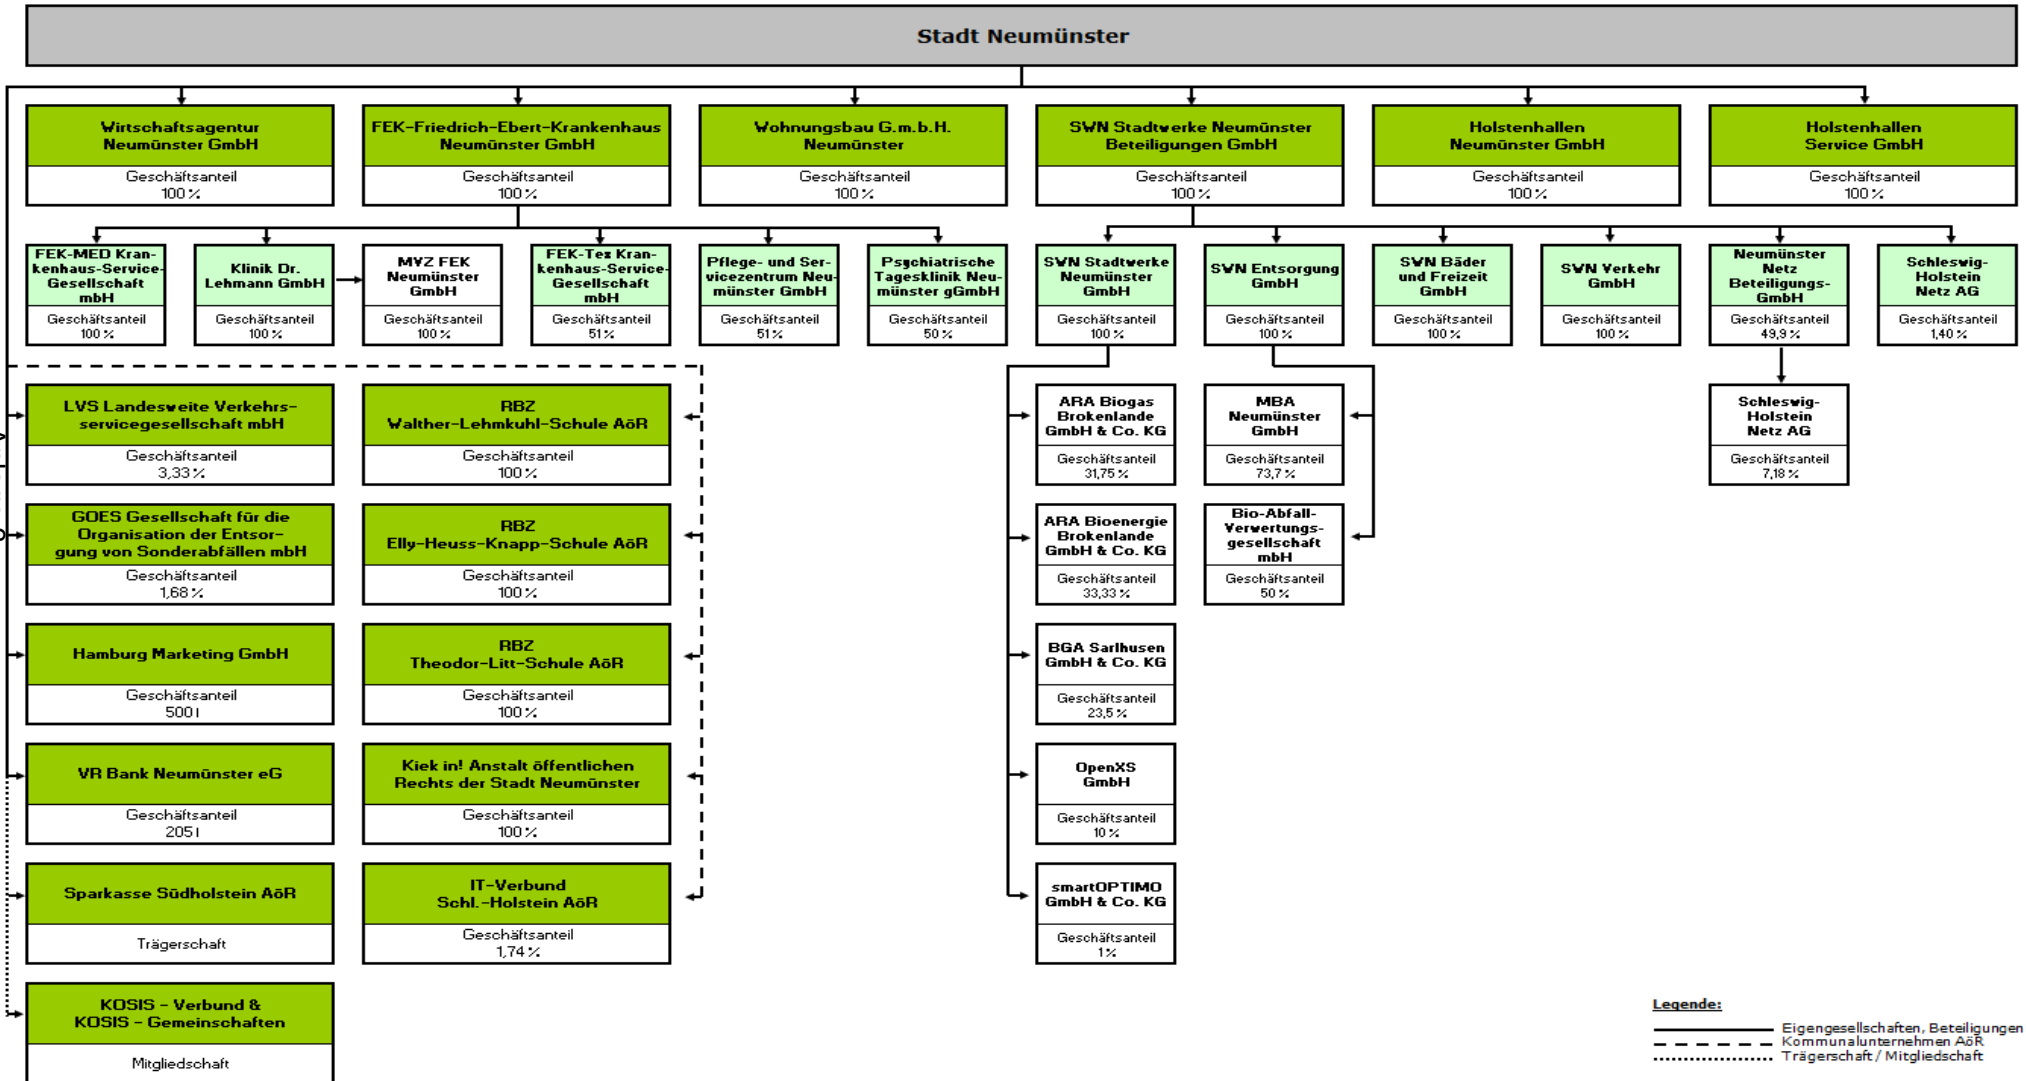 Stadt Neumünster
Wirtschaftsagentur
Neumünster GmbH
Geschäftsanteil
100 %
FEK-Friedrich-Ebert-Krankenhaus
Neumünster GmbH
Geschäftsanteil
100 %
Wohnungsbau G.m.b.H.
Neumünster
Geschäftsanteil
100 %
SWN Stadtwerke Neumünster
Beteiligungen GmbH
Geschäftsanteil
100 %
Holstenhallen
Neumünster GmbH
Geschäftsanteil
100 %
Holstenhallen
Service GmbH
Geschäftsanteil
100 %
FEK-MED Kran-
kenhaus-Service-
Gesellschaft
mbH
Geschäftsanteil
100 %
Klinik Dr.
Lehmann GmbH
Geschäftsanteil
100 %
MVZ FEK
Neumünster
GmbH
Geschäftsanteil
100 %
FEK-Tex Kran-
kenhaus-Service-
Gesellschaft
mbH
Geschäftsanteil
51 %
Pflege- und Ser-
vicezentrum Neu-
münster GmbH
Geschäftsanteil
51 %
Psychiatrische
Tagesklinik Neu-
münster gGmbH
Geschäftsanteil
50 %
SWN Stadtwerke
Neumünster
GmbH
Geschäftsanteil
100 %
SWN Entsorgung
GmbH
Geschäftsanteil
100 %
SWN Bäder
und Freizeit
GmbH
Geschäftsanteil
100 %
SWN Verkehr
GmbH
Geschäftsanteil
100 %
Neumünster
Netz
Beteiligungs-
GmbH
Geschäftsanteil
49,9 %
Schleswig-
Holstein
Netz AG
Geschäftsanteil
1,40 %
LVS Landesweite Verkehrs-
servicegesellschaft mbH
Geschäftsanteil
3,33 %
RBZ
Walther-Lehmkuhl-Schule AöR
Geschäftsanteil
100 %
ARA Biogas
Brokenlande
GmbH & Co. KG
Geschäftsanteil
31,75 %
MBA
Neumünster
GmbH
Geschäftsanteil
73,7 %
Schleswig-
Holstein
Netz AG
Geschäftsanteil
7,18 %
GOES Gesellschaft für die
Organisation der Entsor-
gung von Sonderabfällen mbH
Geschäftsanteil
1,68 %
RBZ
Elly-Heuss-Knapp-Schule AöR
Geschäftsanteil
100 %
ARA Bioenergie
Brokenlande
GmbH & Co. KG
Geschäftsanteil
33,33 %
Bio-Abfall-
Verwertungs-
gesellschaft
mbH
Geschäftsanteil
50 %
Hamburg Marketing GmbH
Geschäftsanteil
500
RBZ
Theodor-Litt-Schule AöR
Geschäftsanteil
100 %
BGA Sarlhusen
GmbH & Co. KG
Geschäftsanteil
23,5 %
VR Bank Neumünster eG
Geschäftsanteil
205
Kiek in! Anstalt öffentlichen
Rechts der Stadt Neumünster
Geschäftsanteil
100 %
OpenXS
GmbH
Geschäftsanteil
10 %
Sparkasse Südholstein AöR
Trägerschaft
IT-Verbund
Schl.-Holstein AöR
Geschäftsanteil
1,74 %
smartOPTIMO
GmbH & Co. KG
Geschäftsanteil
1 %
KOSIS - Verbund &
KOSIS - Gemeinschaften
Mitgliedschaft
Legende:
Eigengesellschaften, Beteiligungen
Kommunalunternehmen AöR
Trägerschaft / Mitgliedschaft